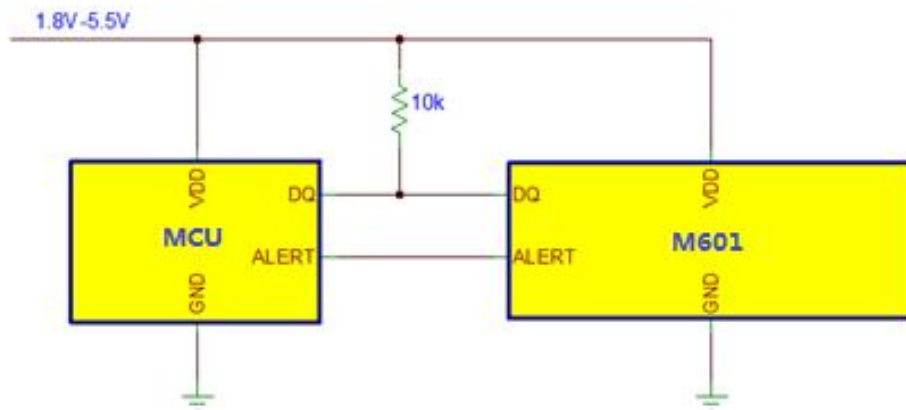 1.8V-5.5V
10k
VDD
DQ
MCU
ALERT
GND
VDD
DQ
M601
ALERT
GND